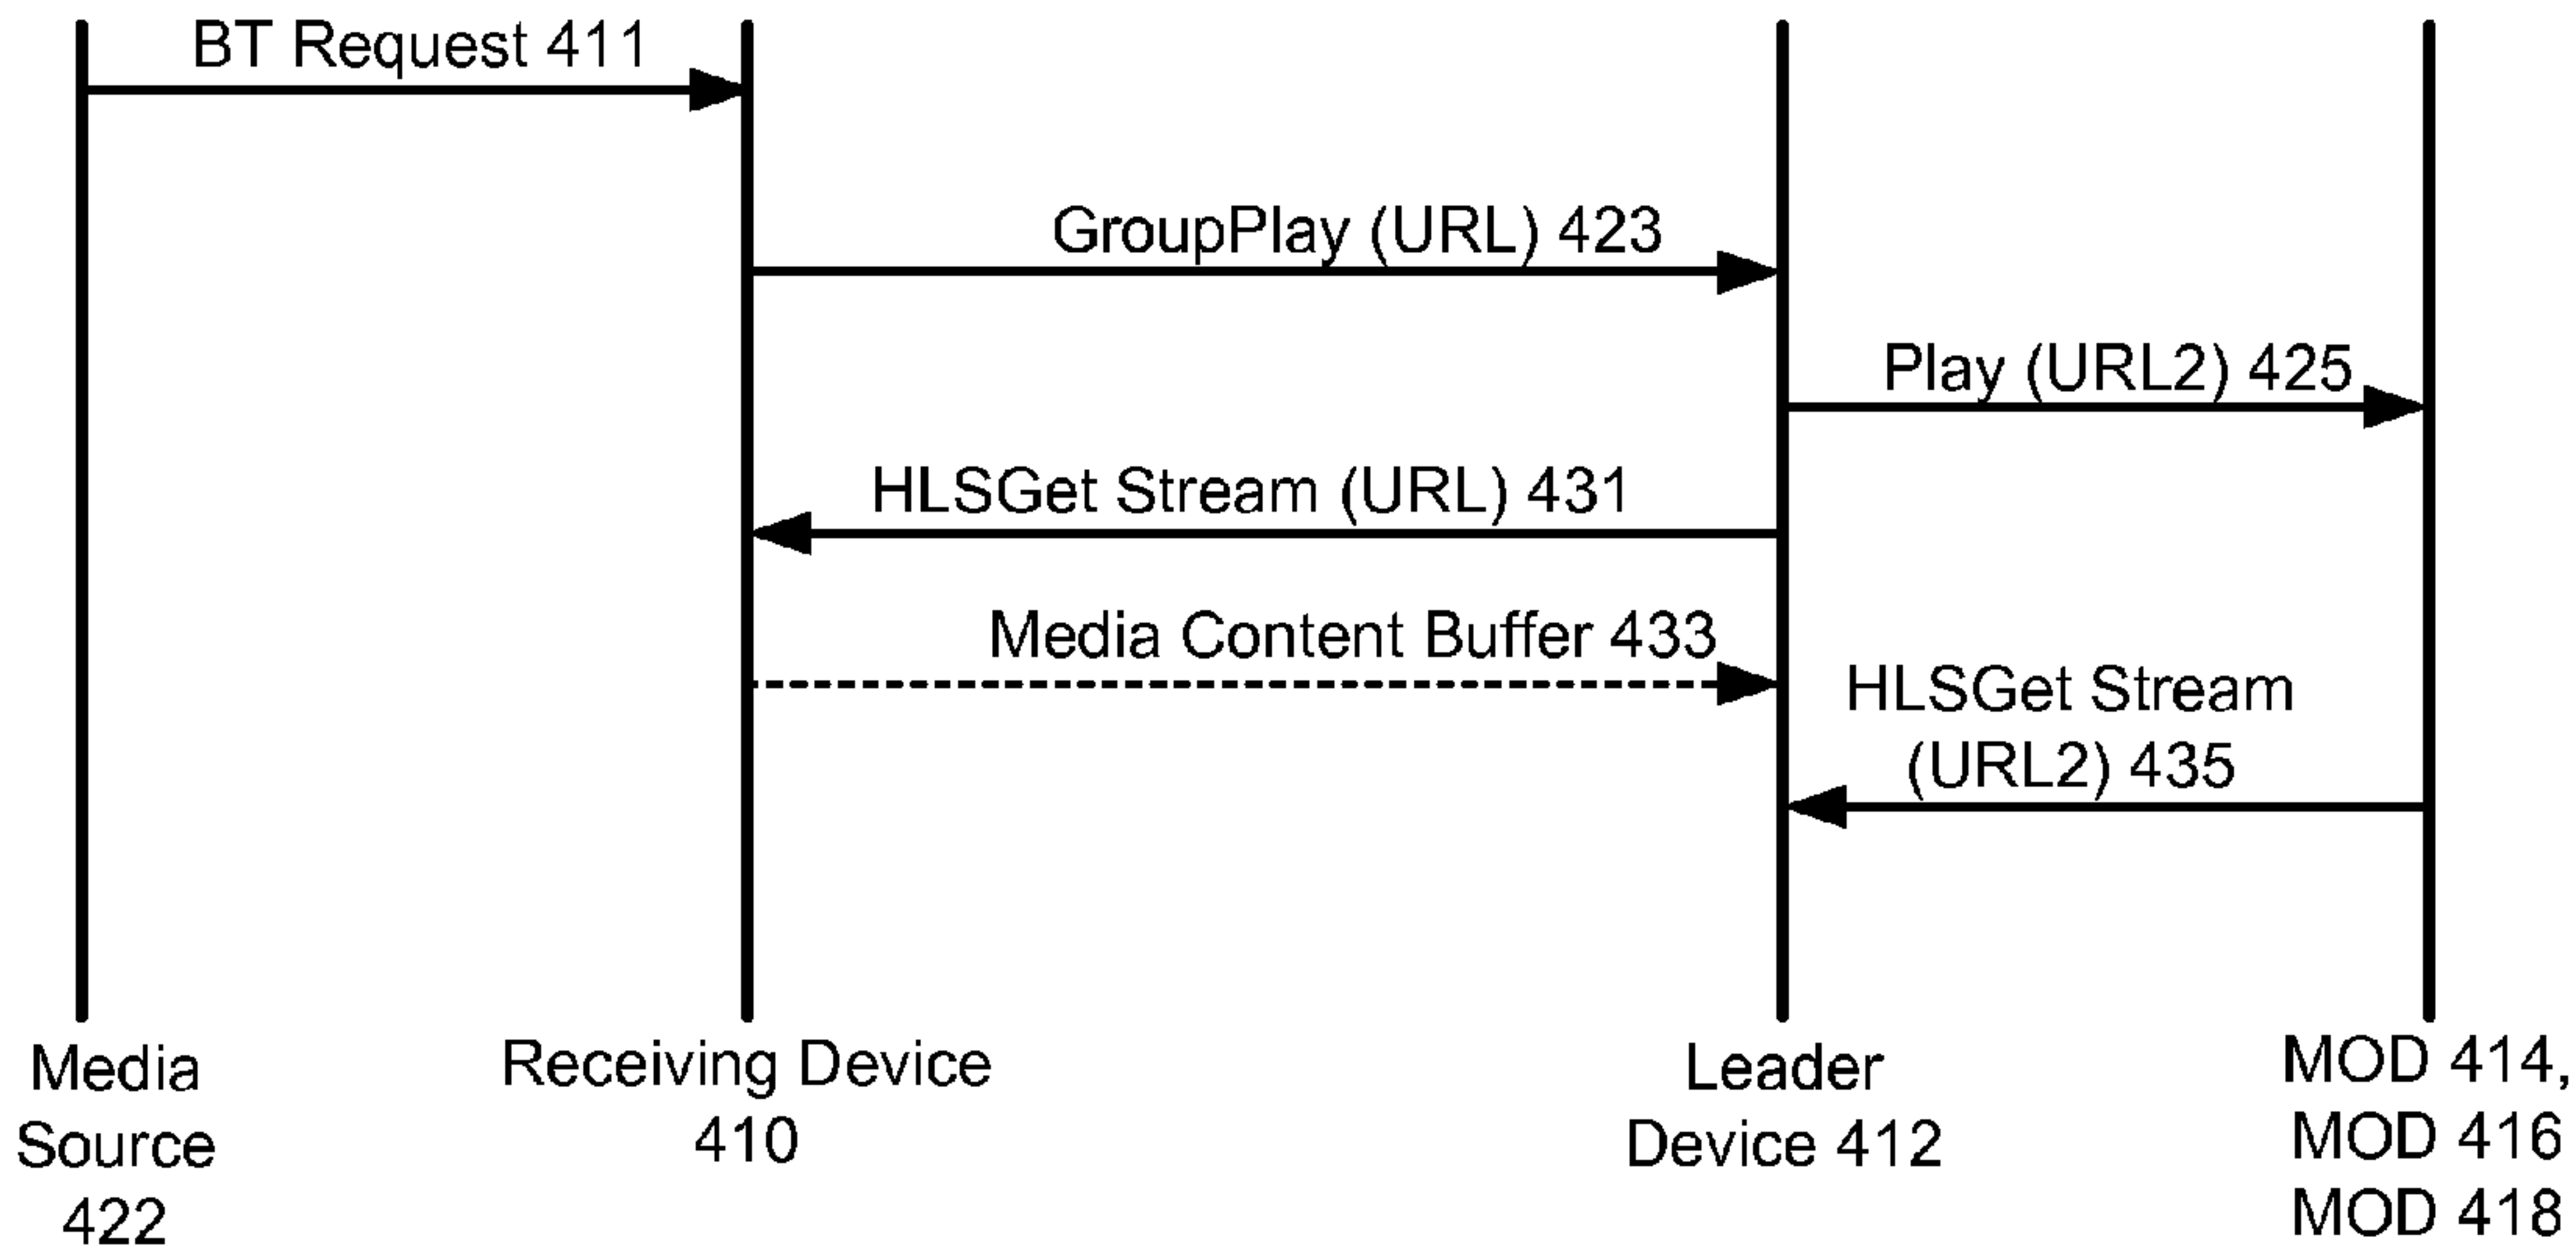 BT Request 411
GroupPlay (URL) 423
Play (URL2) 425
HLSGet Stream (URL) 431
Media Content Buffer 433
HLSGet Stream
(URL2) 435
Media
Source
422
Receiving Device
410
Leader
Device 412
MOD 414,
MOD 416
MOD 418